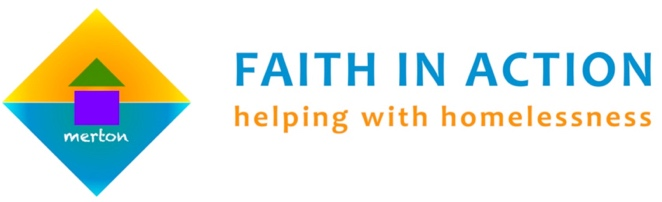 FAITH IN ACTION
helping with homelessness
merton